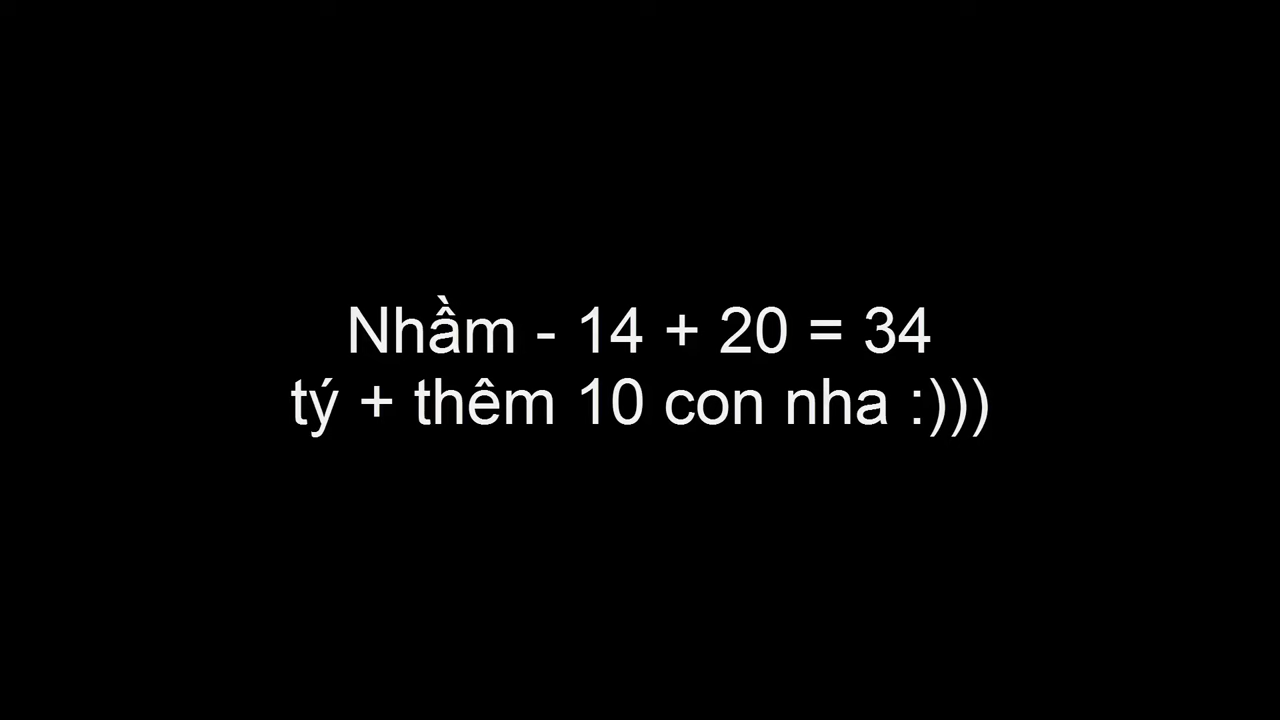 Nhầm - 14 + 20 = 34
tý + thêm 10 con nha :)))